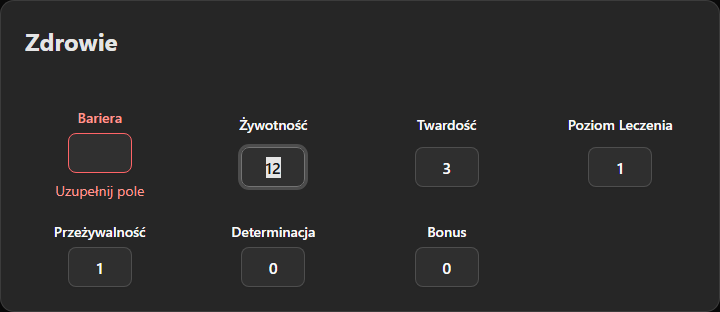 Zdrowie
Bariera
Żywotność
Twardość
Poziom Leczenia
12
3
1
Uzupełnij pole
Przeżywalność
Determinacja
Bonus
1
0
0